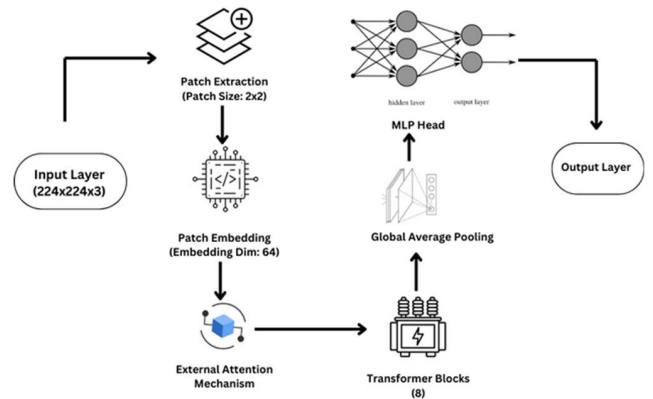 Input Layer
(224x224x3)
Patch Extraction
(Patch Size: 2x2)
</>
Patch Embedding
(Embedding Dim: 64)
External Attention
Mechanism
Transformer Blocks
(8)
Global Average Pooling
hidden layer output layer
MLP Head
Output Layer